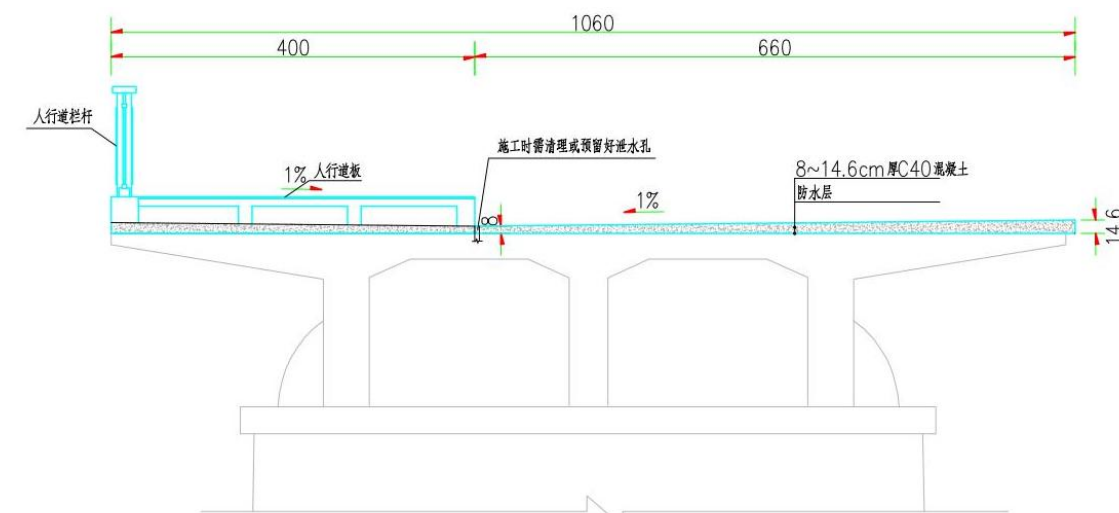 1060
400
660
人行道栏杆
施工时需清理或预留好泄水孔
1% 人行道板
8~14.6cm厚C40混凝土
1%
防水层
8
14.6